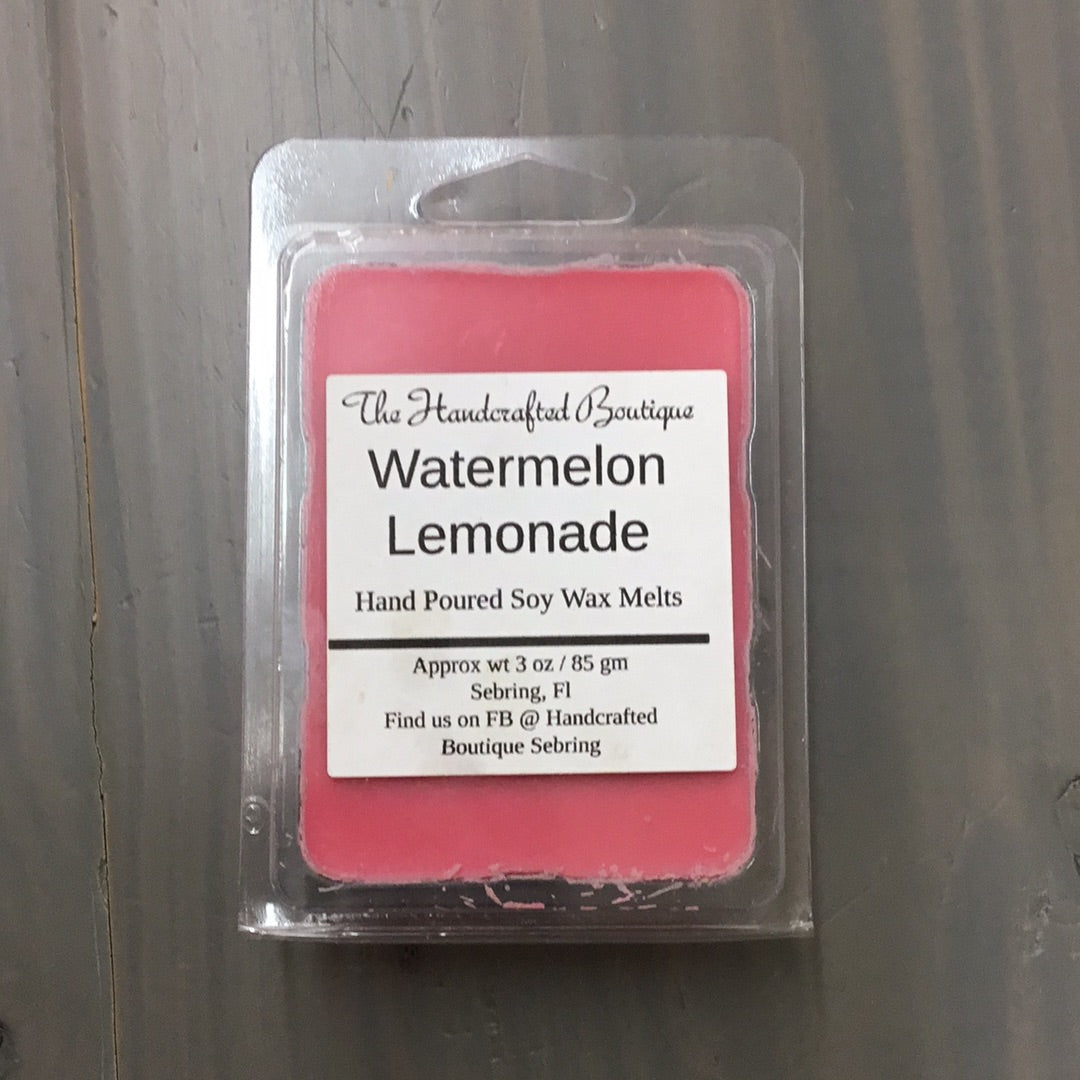 The Handcrafted Boutique
Watermelon
Lemonade
Hand Poured Soy Wax Melts
Approx wt 3 oz / 85 gm
Sebring, Fl
Find us on FB @ Handcrafted
Boutique Sebring